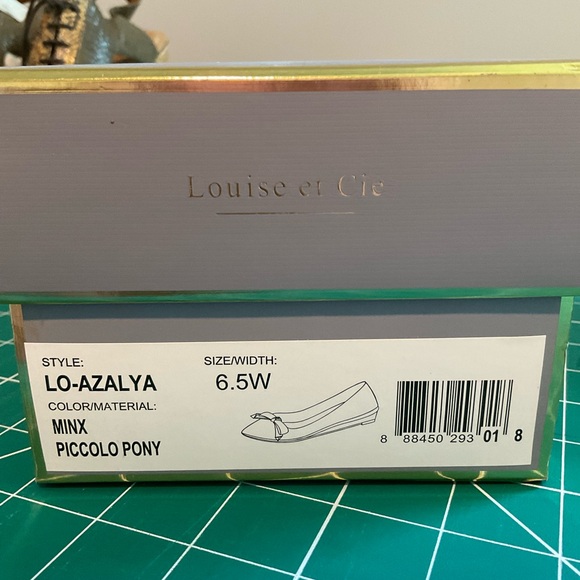 Louise et Cie
STYLE: SIZE/WIDTH:
LO-AZALYA 6.5W
COLOR/MATERIAL:
MINX
PICCOLO PONY
8 88450 293 01 8